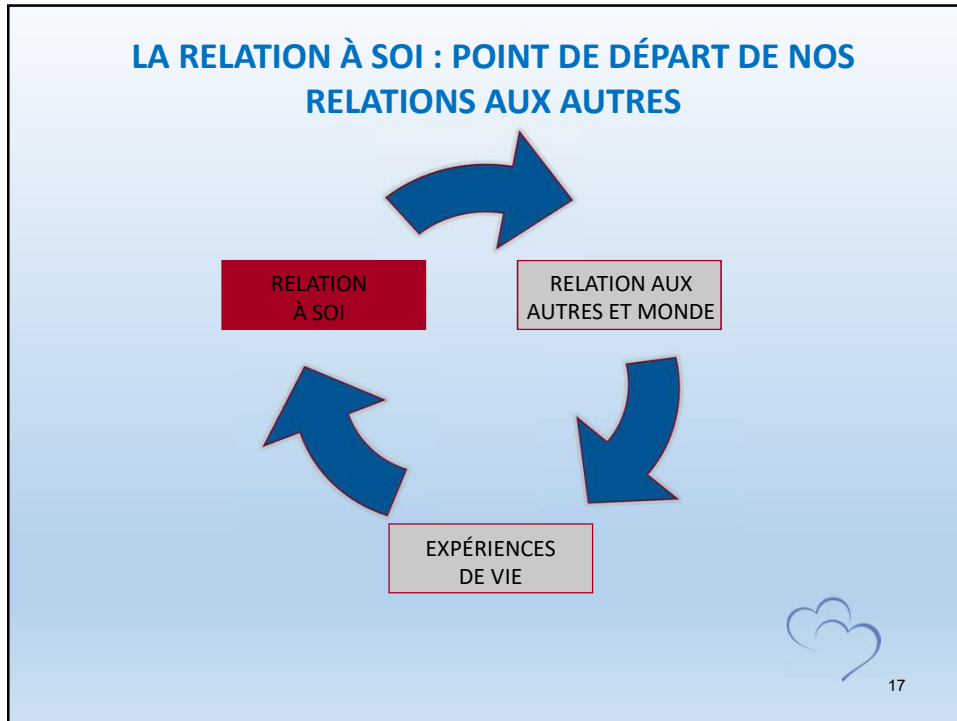 LA RELATION À SOI : POINT DE DÉPART DE NOS
RELATIONS AUX AUTRES
RELATION
À SOI
RELATION AUX
AUTRES ET MONDE
EXPÉRIENCES
DE VIE
17